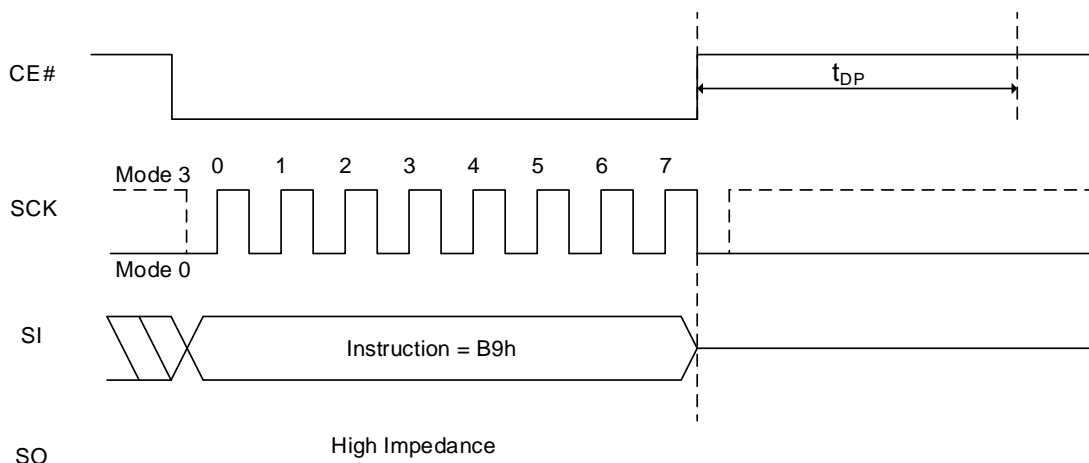 CE#
tDP
Mode 3
0 1 2 3 4 5 6 7
SCK
Mode 0
SI
Instruction = B9h
High Impedance
SO